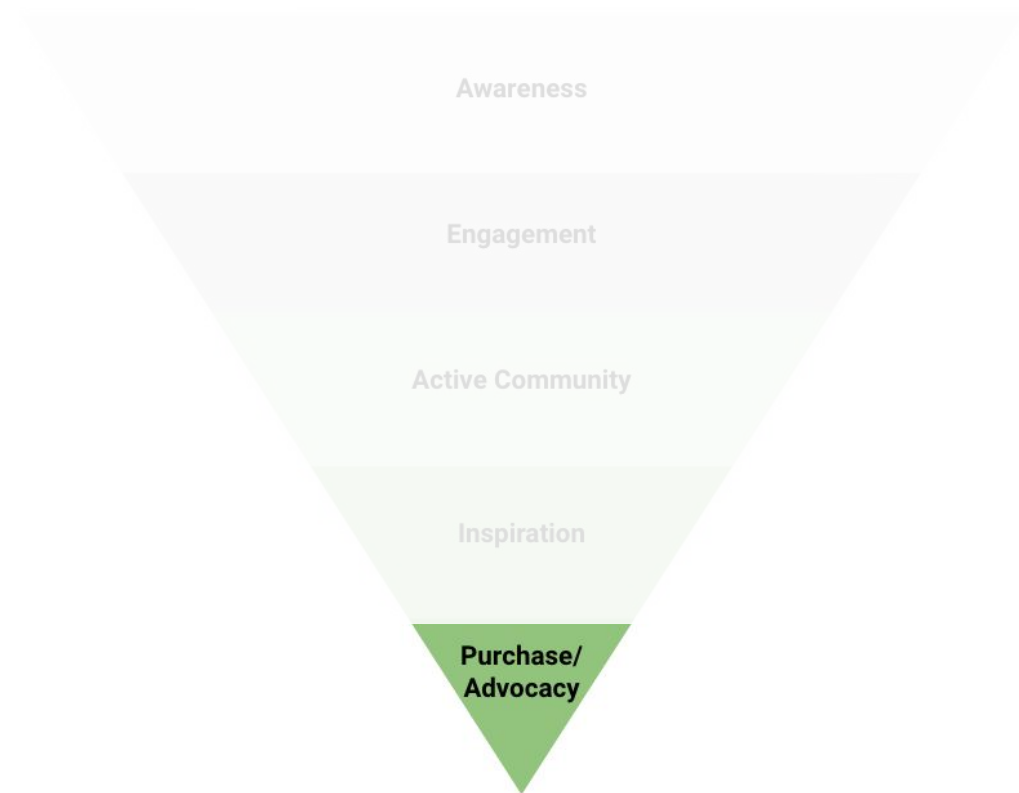 Awareness
Engagement
Active Community
Inspiration
Purchase/
Advocacy